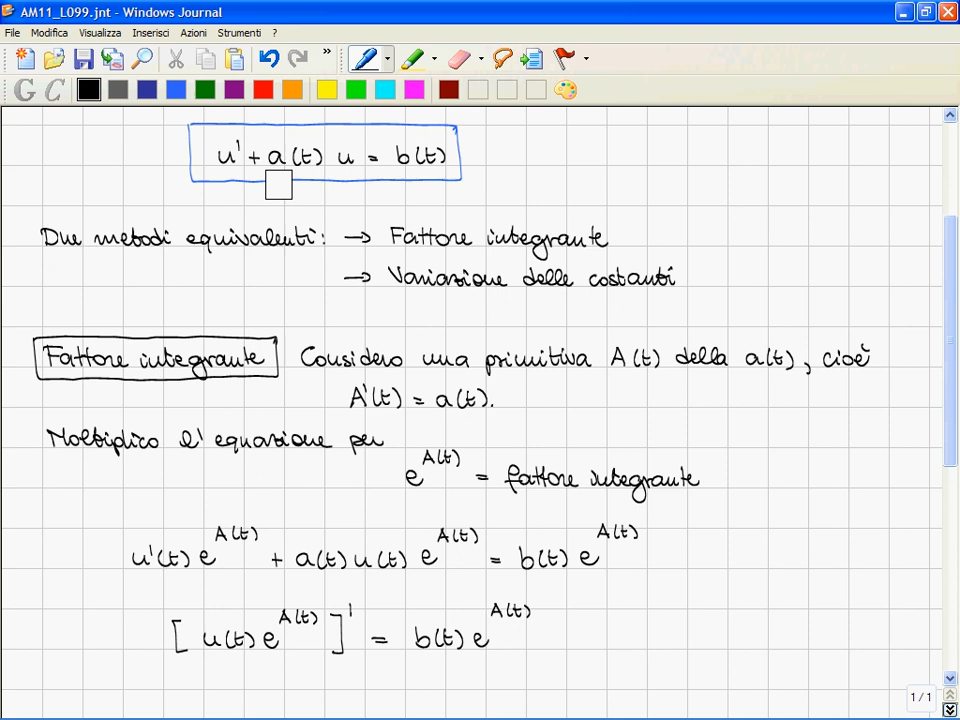 AM11_L099.jnt - Windows Journal
File Modifica Visualizza Inserisci Azioni Strumenti ?
»
G C
u' + a(t) u = b(t)
Due metodi equivalenti: → Fattore integrante
→ Variazione delle costanti
Fattore integrante Considero una primitiva A(t) della a(t), cioè
A'(t) = a(t).
Moltiplico l'equazione per
e^A(t) = fattore integrante
u'(t) e^A(t) + a(t) u(t) e^A(t) = b(t) e^A(t)
[ u(t) e^A(t) ]' = b(t) e^A(t)
1 / 1